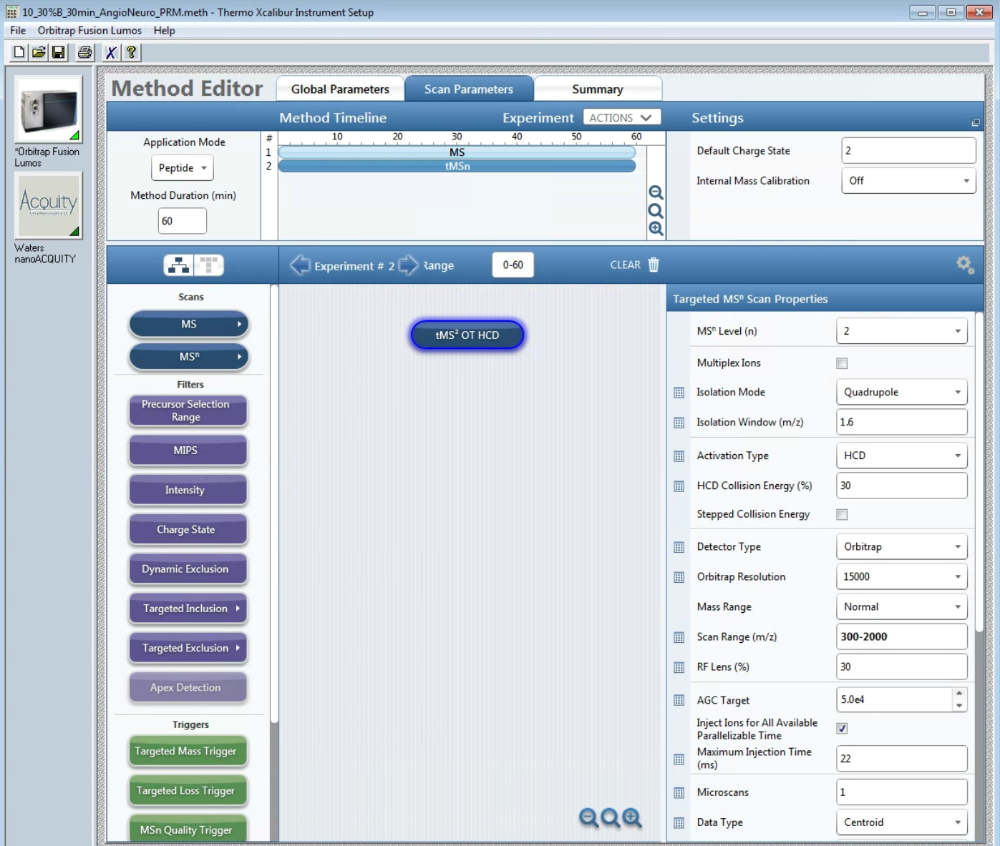 10_30%B_30min_AngioNeuro_PRM.meth - Thermo Xcalibur Instrument Setup
File Orbitrap Fusion Lumos Help
*Orbitrap Fusion
Lumos
Acquity
Waters
nanoACQUITY
Method Editor
Global Parameters
Scan Parameters
Summary
Method Timeline
Experiment
ACTIONS
Settings
Application Mode
Peptide
Method Duration (min)
60
# 10 20 30 40 50 60
1 MS
2 tMSn
Default Charge State 2
Internal Mass Calibration Off
Experiment # 2
Range
0-60
CLEAR
Scans
MS
MSⁿ
Filters
Precursor Selection
Range
MIPS
Intensity
Charge State
Dynamic Exclusion
Targeted Inclusion
Targeted Exclusion
Apex Detection
Triggers
Targeted Mass Trigger
Targeted Loss Trigger
MSn Quality Trigger
tMS² OT HCD
Targeted MSⁿ Scan Properties
MSⁿ Level (n) 2
Multiplex Ions
Isolation Mode Quadrupole
Isolation Window (m/z) 1.6
Activation Type HCD
HCD Collision Energy (%) 30
Stepped Collision Energy
Detector Type Orbitrap
Orbitrap Resolution 15000
Mass Range Normal
Scan Range (m/z) 300-2000
RF Lens (%) 30
AGC Target 5.0e4
Inject Ions for All Available
Parallelizable Time
Maximum Injection Time
(ms) 22
Microscans 1
Data Type Centroid